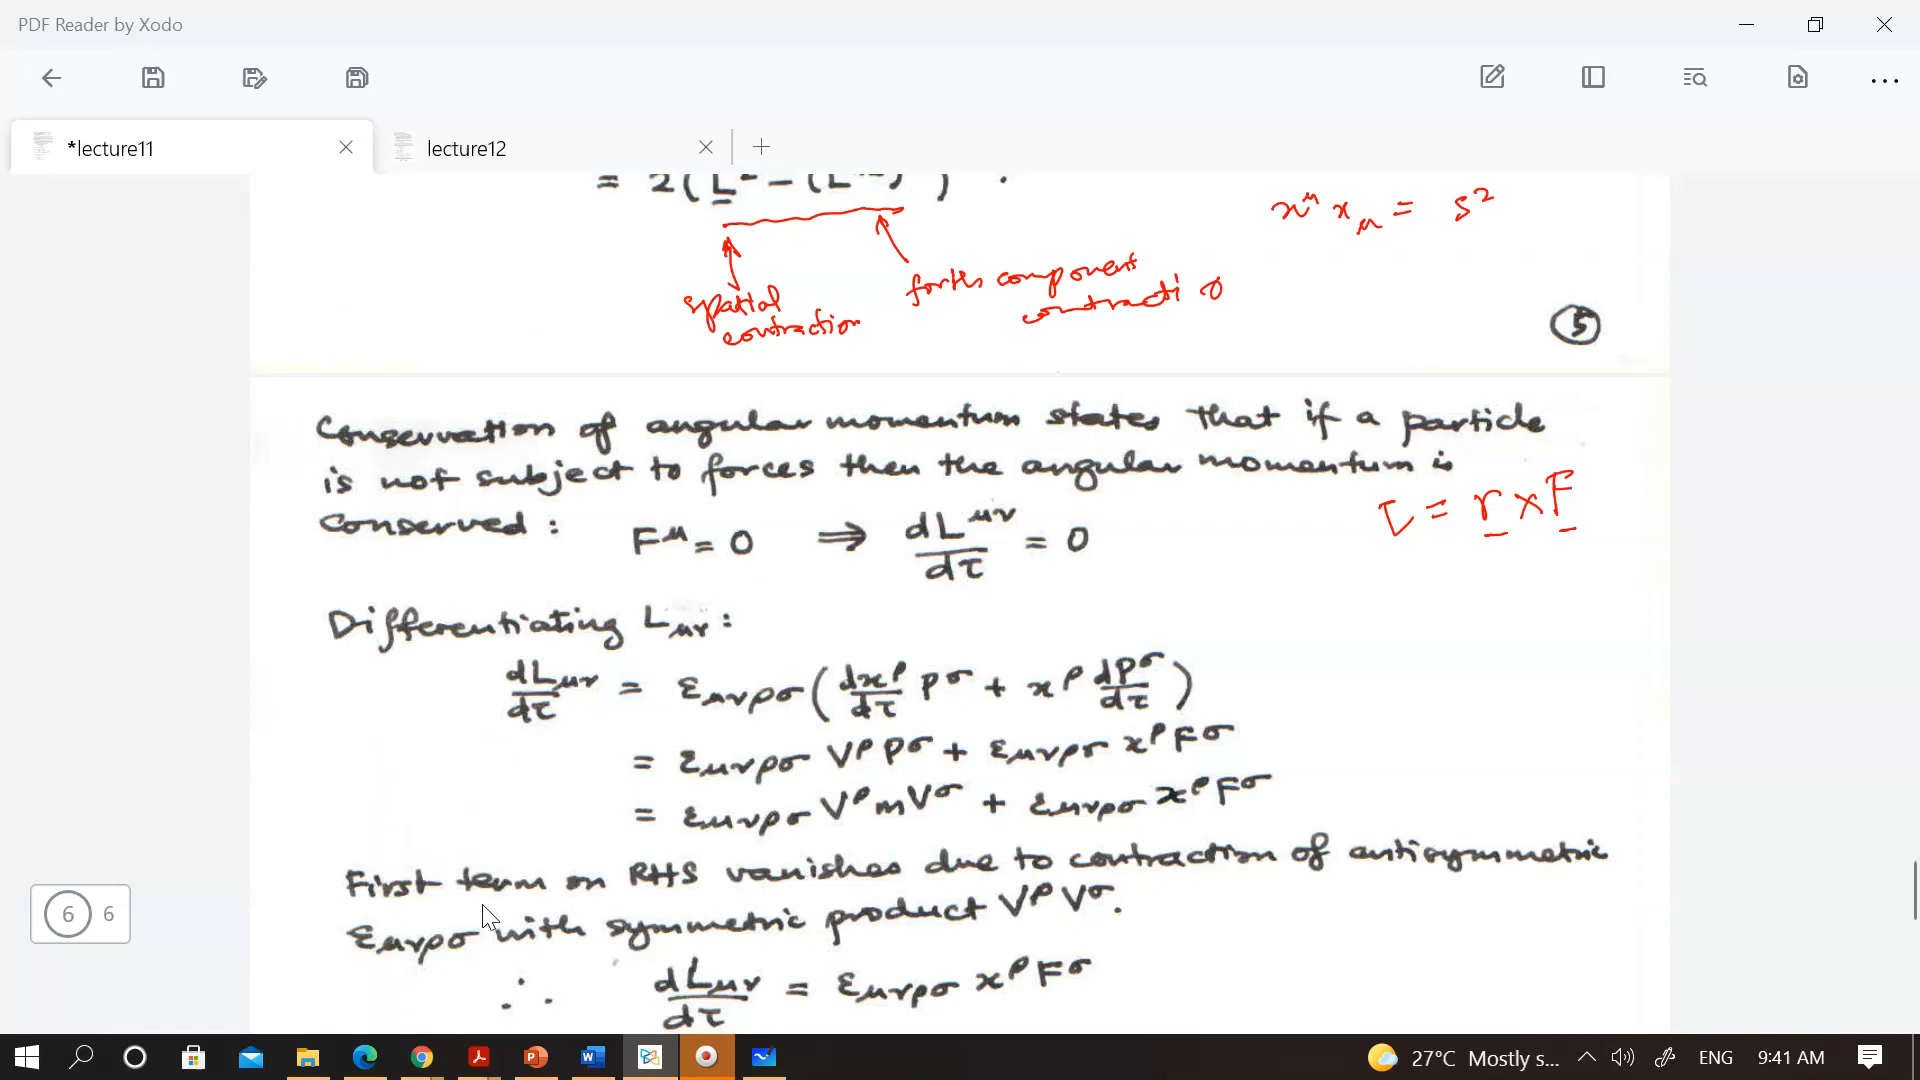 PDF Reader by Xodo
*lecture11
lecture12
= 2(L² - (L
x^μ x_μ = s²
spatial contraction
forth component contractio
5
Conservation of angular momentum states that if a particle
is not subject to forces then the angular momentum is
conserved: F^μ = 0 ⇒ dL^μν/dτ = 0
τ = r × F
Differentiating L_μν:
dL_μν/dτ = ε_μνρσ (dx^ρ/dτ p^σ + x^ρ dp^σ/dτ)
= ε_μνρσ V^ρ p^σ + ε_μνρσ x^ρ F^σ
= ε_μνρσ V^ρ m V^σ + ε_μνρσ x^ρ F^σ
First term on RHS vanishes due to contraction of antisymmetric
ε_μνρσ with symmetric product V^ρ V^σ.
∴ dL_μν/dτ = ε_μνρσ x^ρ F^σ
6 6
27°C Mostly s... ENG 9:41 AM